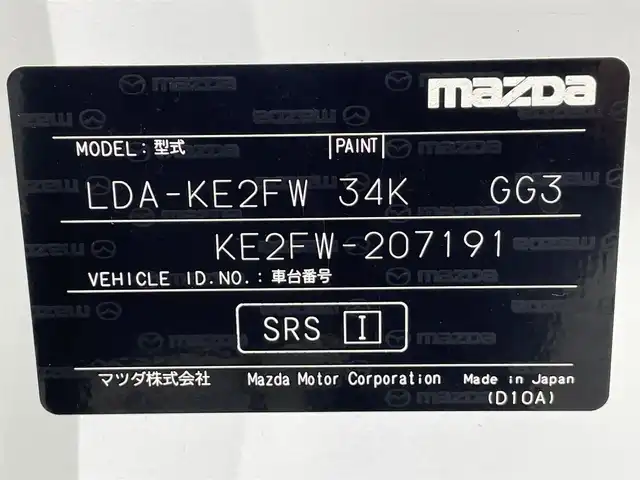 mazda
MODEL: 型式 PAINT
LDA-KE2FW 34K GG3
KE2FW-207191
VEHICLE ID.NO.: 車台番号
SRS I
マツダ株式会社 Mazda Motor Corporation Made in Japan
(D10A)